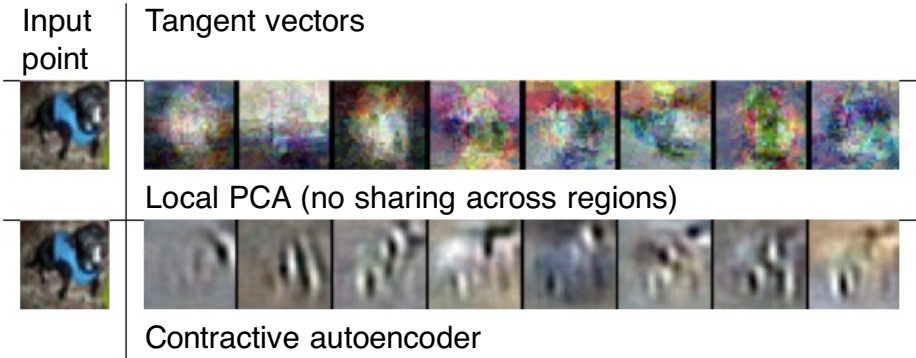 Input
point
Tangent vectors
Local PCA (no sharing across regions)
Contractive autoencoder